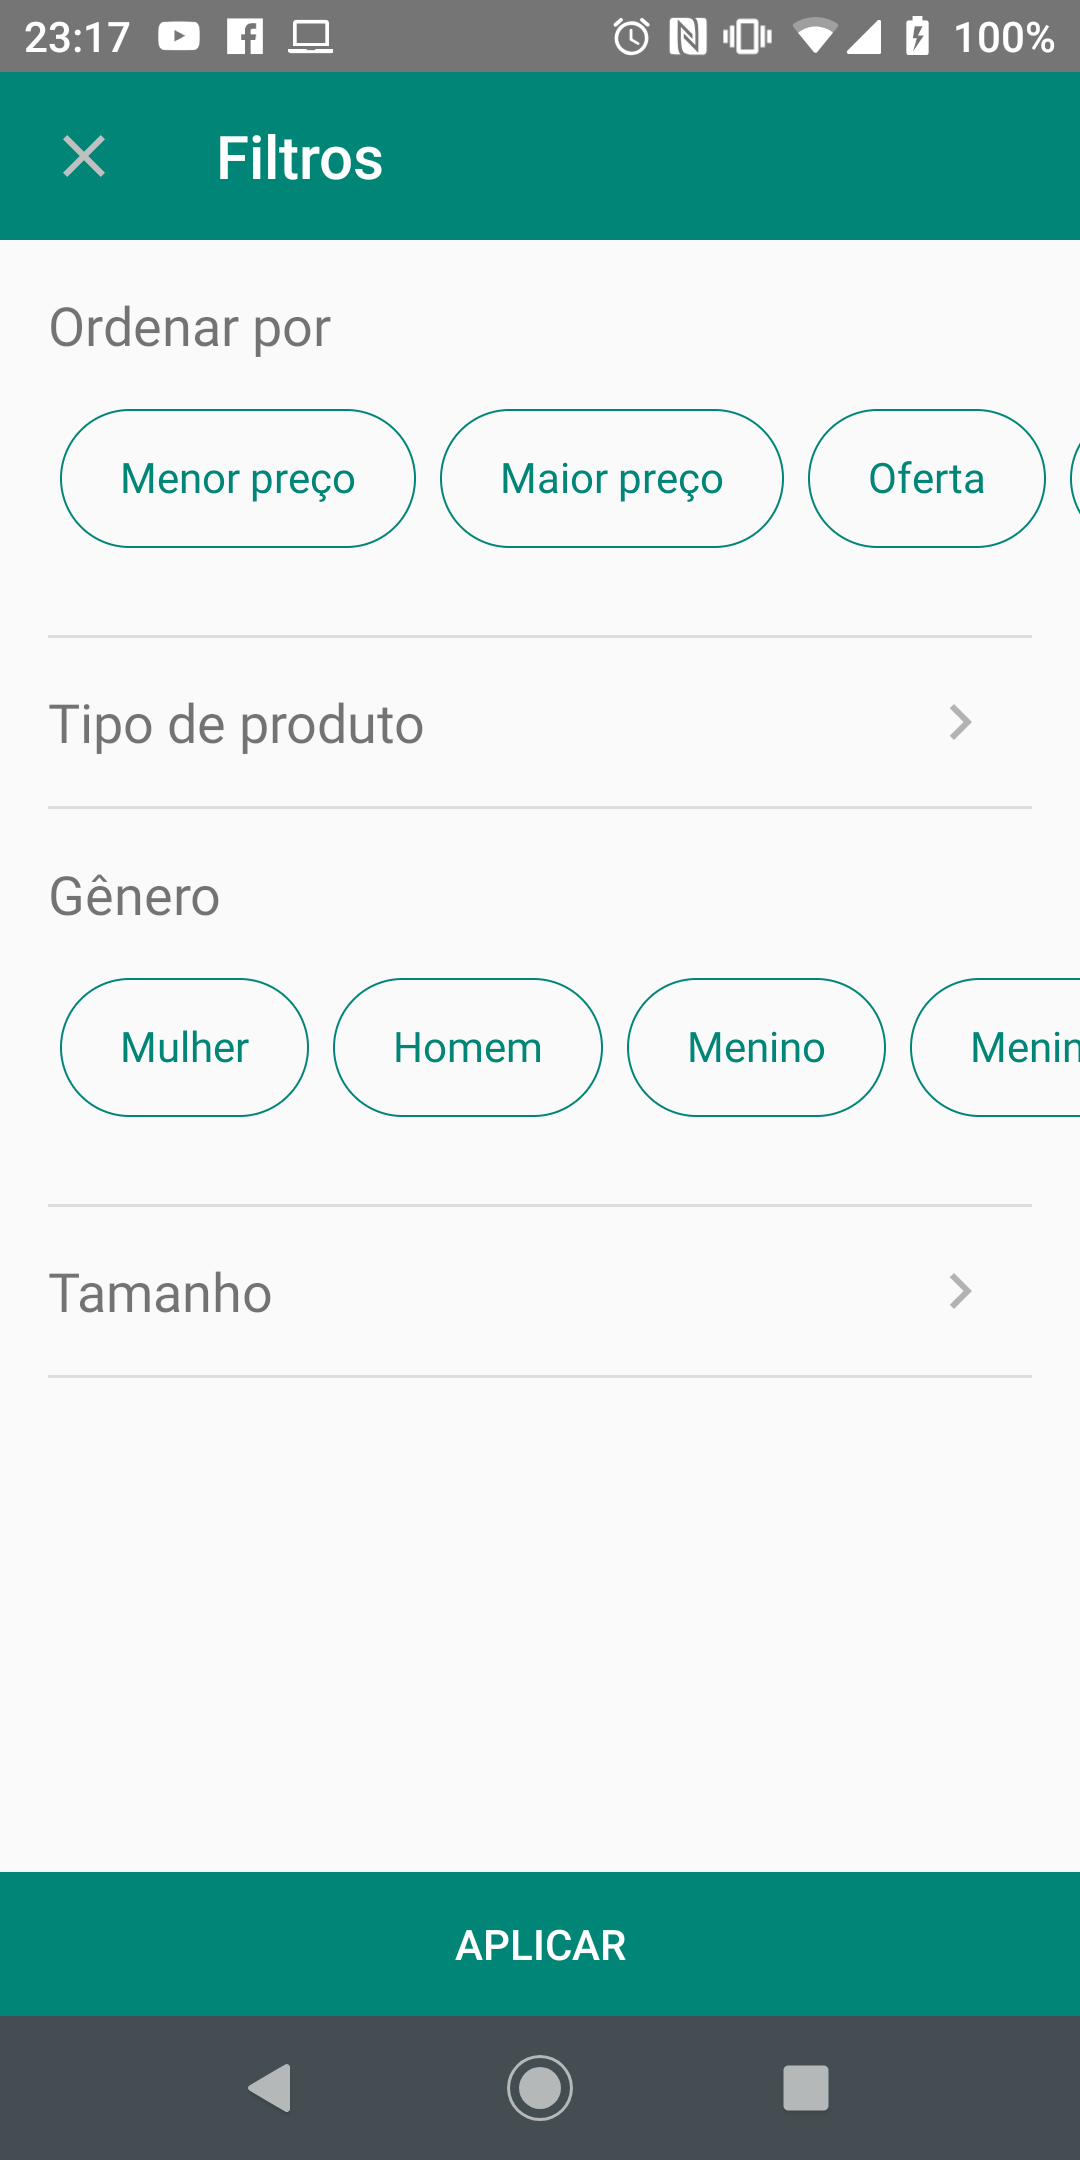 23:17 100%
Filtros
Ordenar por
Menor preço Maior preço Oferta
Tipo de produto
Gênero
Mulher Homem Menino Menin
Tamanho
APLICAR